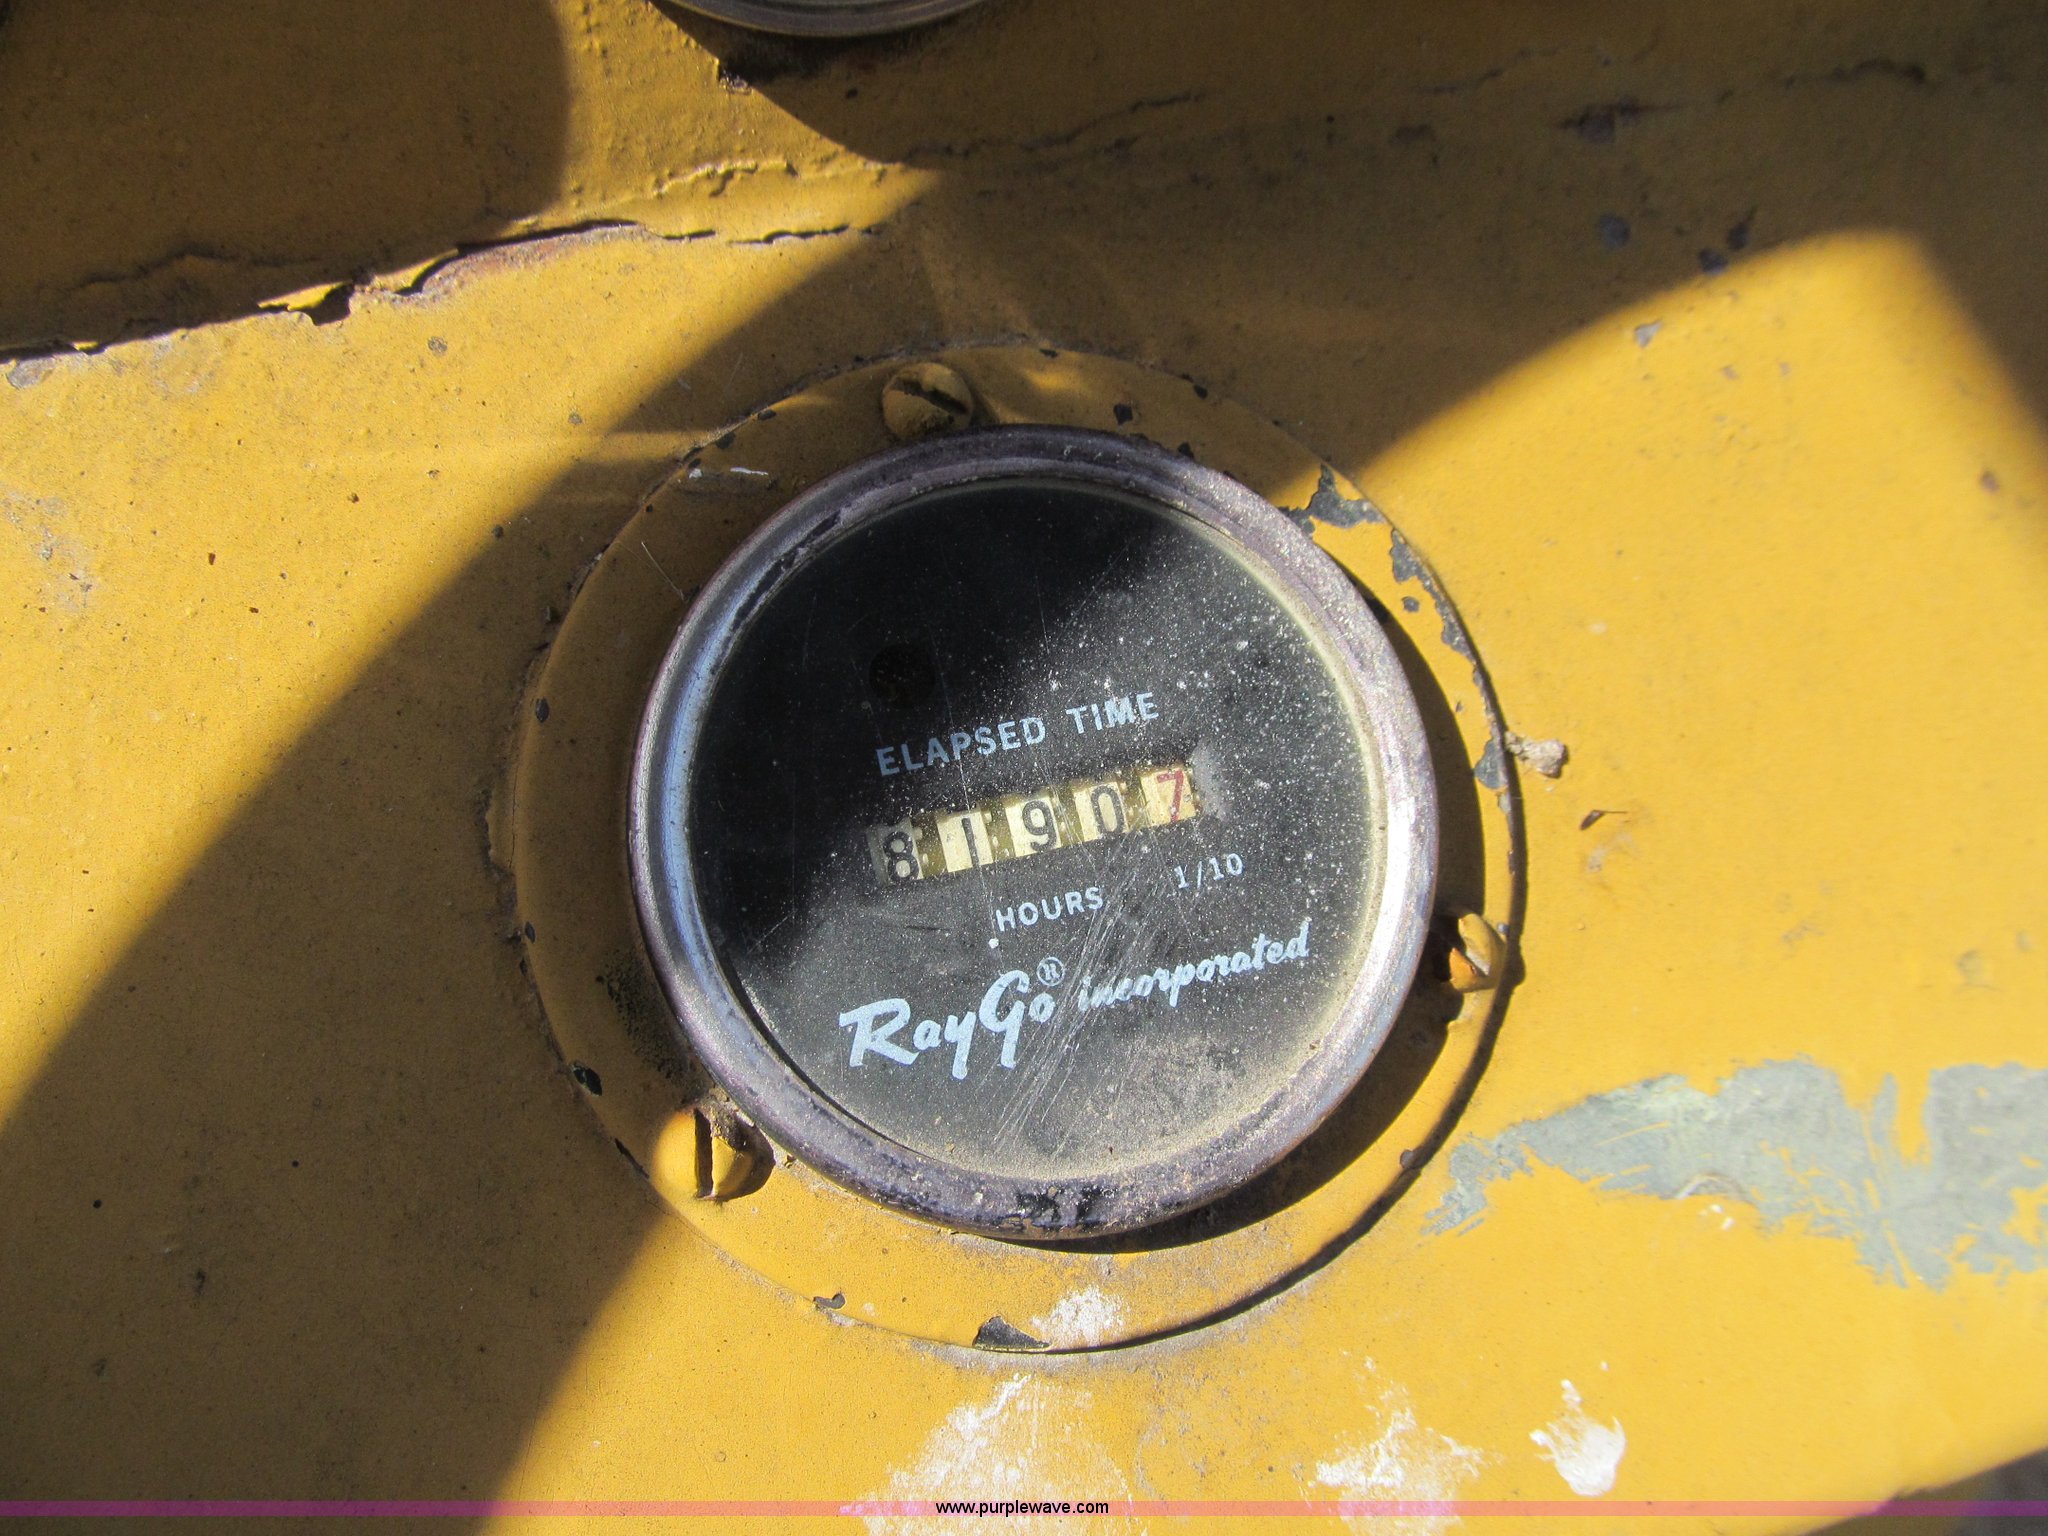 ELAPSED TIME
81907
HOURS 1/10
RayGo® incorporated
www.purplewave.com